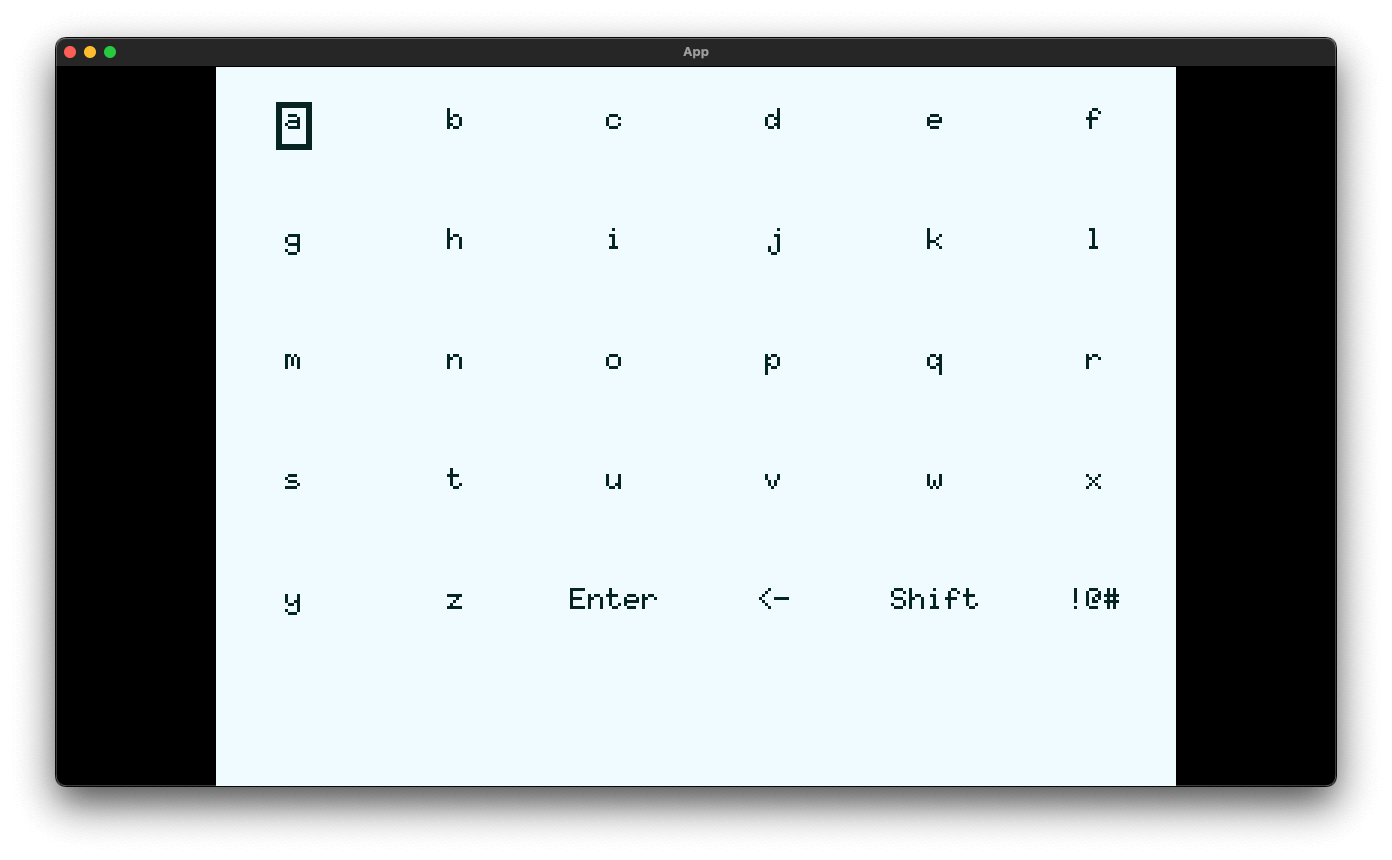 App
a b c d e f
g h i j k l
m n o p q r
s t u v w x
y z Enter <- Shift !@#